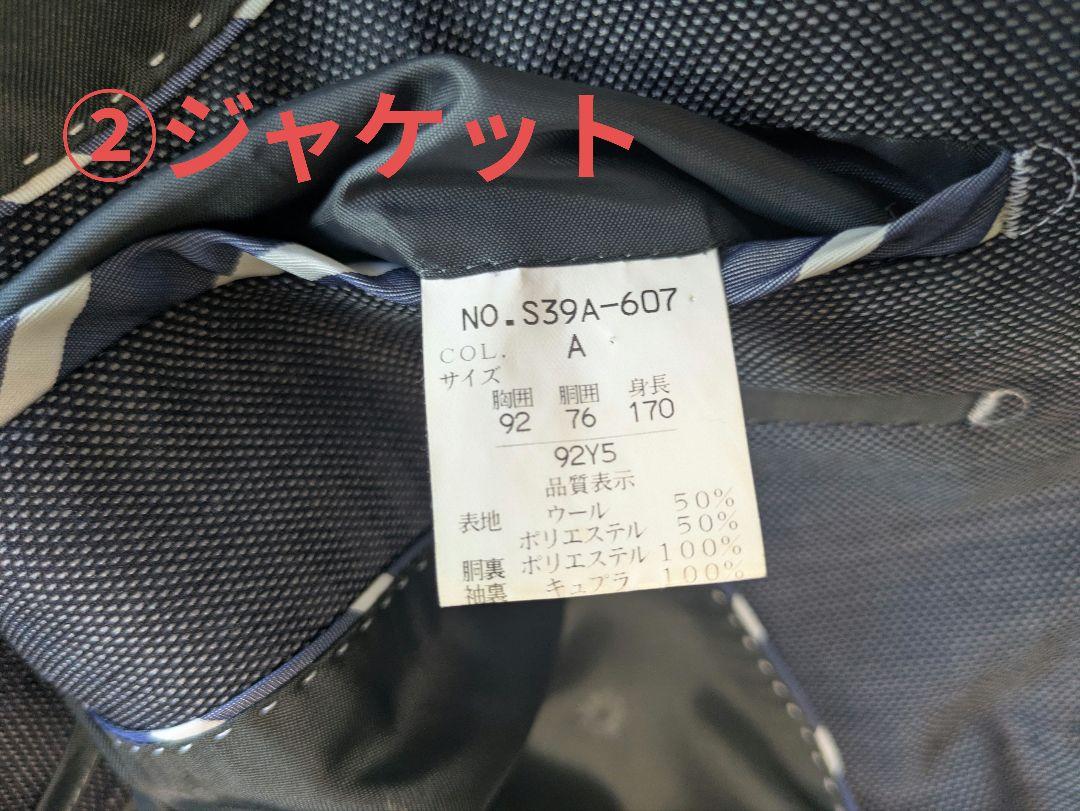 ②ジャケット
NO.S39A-607
COL. A
サイズ
胸囲 胴囲 身長
92 76 170
92Y5
品質表示
表地 ウール 50%
ポリエステル 50%
胴裏 ポリエステル 100%
袖裏 キュプラ 100%